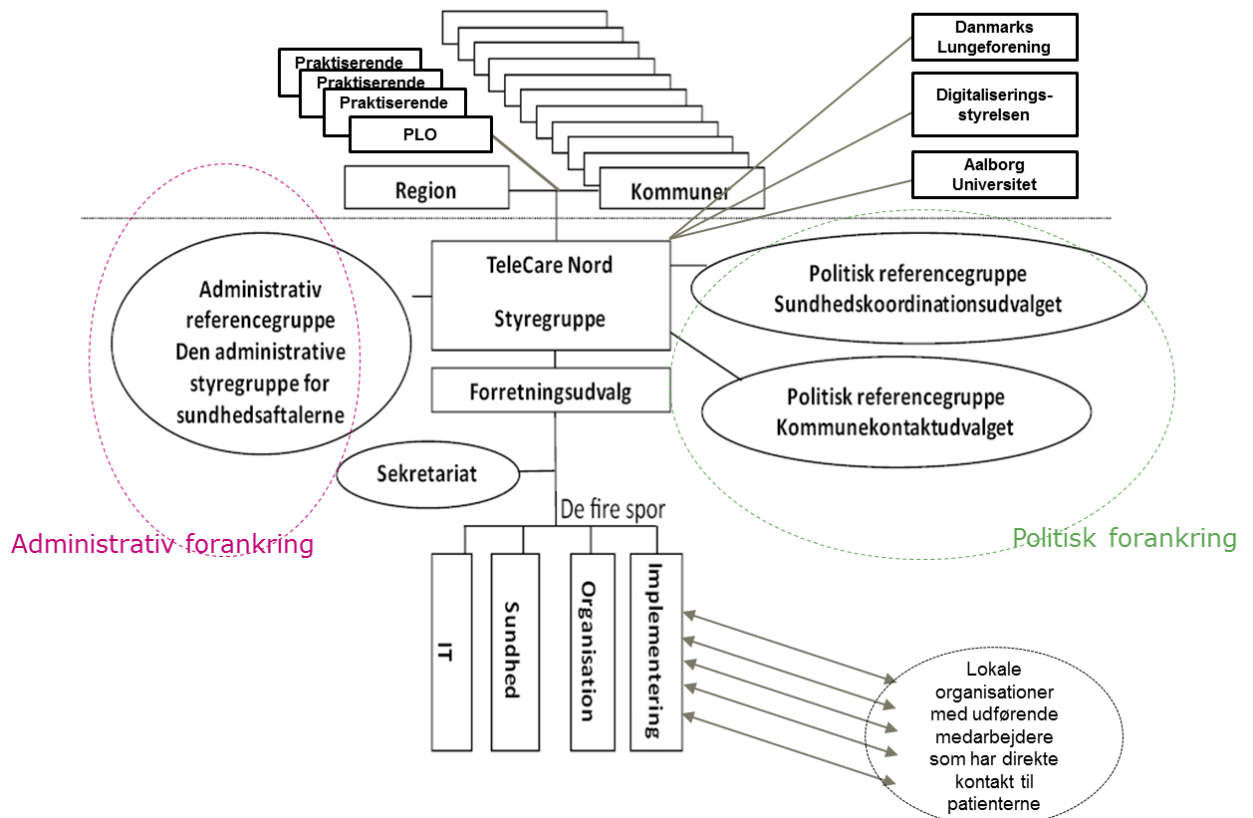 Danmarks
Lungeforening
Praktiserende
Praktiserende
Praktiserende
PLO
Digitaliserings-
styrelsen
Aalborg
Universitet
Region
Kommuner
TeleCare Nord
Styregruppe
Administrativ
referencegruppe
Den administrative
styregruppe for
sundhedsaftalerne
Politisk referencegruppe
Sundhedskoordinationsudvalget
Forretningsudvalg
Politisk referencegruppe
Kommunekontaktudvalget
Sekretariat
De fire spor
Administrativ forankring
Politisk forankring
IT
Sundhed
Organisation
Implementering
Lokale
organisationer
med udførende
medarbejdere
som har direkte
kontakt til
patienterne